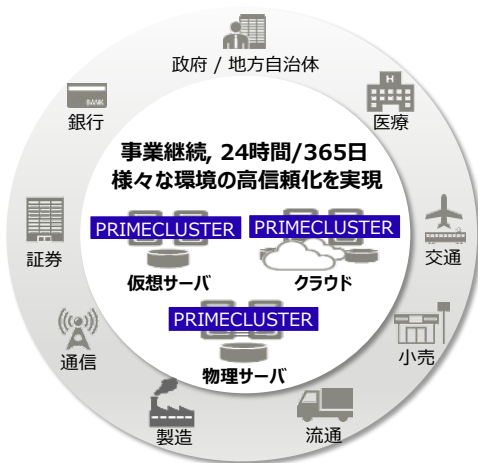 政府 / 地方自治体
H
医療
BANK
銀行
事業継続, 24時間/365日
様々な環境の高信頼化を実現
PRIMECLUSTER
PRIMECLUSTER
証券
仮想サーバ
クラウド
交通
PRIMECLUSTER
通信
物理サーバ
小売
製造
流通